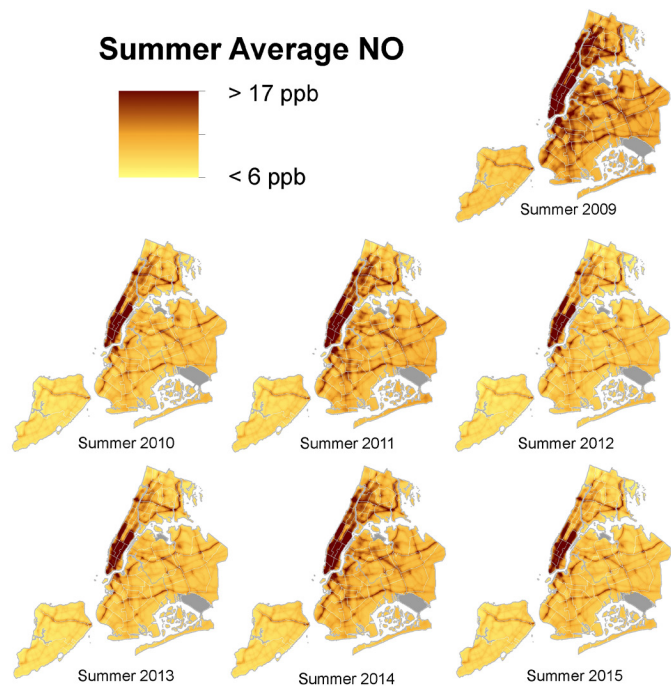 Summer Average NO
> 17 ppb
< 6 ppb
Summer 2009
Summer 2010
Summer 2011
Summer 2012
Summer 2013
Summer 2014
Summer 2015